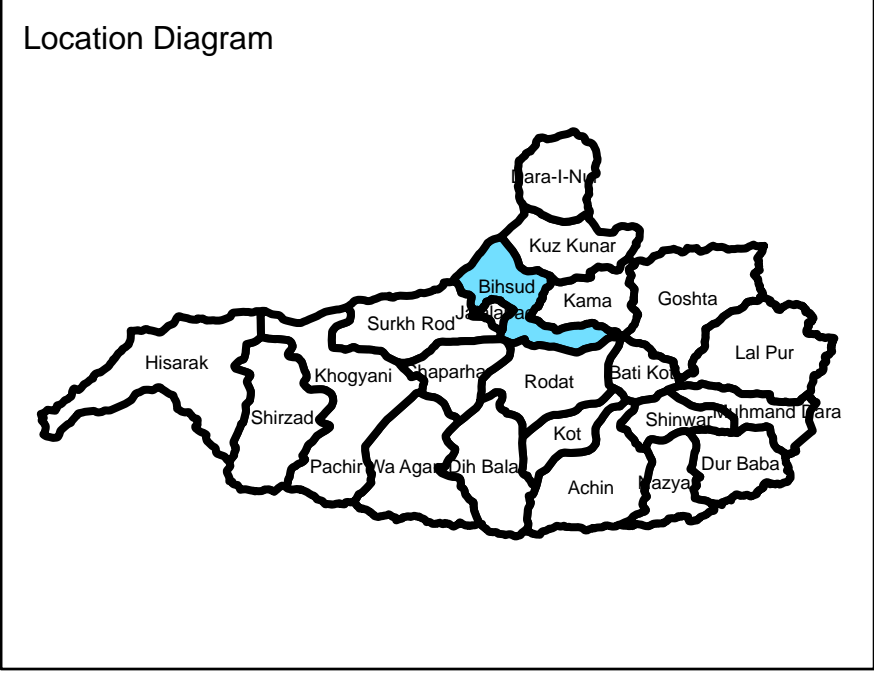 Location Diagram
Dara-I-Nur
Kuz Kunar
Bihsud
Kama
Goshta
Jalalabad
Surkh Rod
Lal Pur
Hisarak
Khogyani
Chaparha
Rodat
Bati Kot
Shirzad
Shinwar
Muhmand Dara
Kot
Pachir Wa Agam
Dih Bala
Achin
Nazyan
Dur Baba